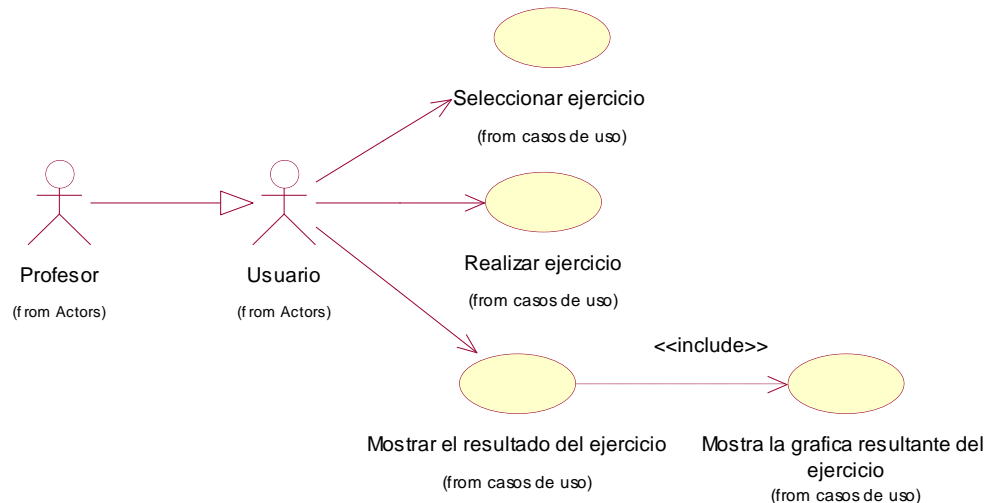 Seleccionar ejercicio
(from casos de uso)
Profesor
(from Actors)
Usuario
(from Actors)
Realizar ejercicio
(from casos de uso)
<<include>>
Mostrar el resultado del ejercicio
(from casos de uso)
Mostra la grafica resultante del
ejercicio
(from casos de uso)